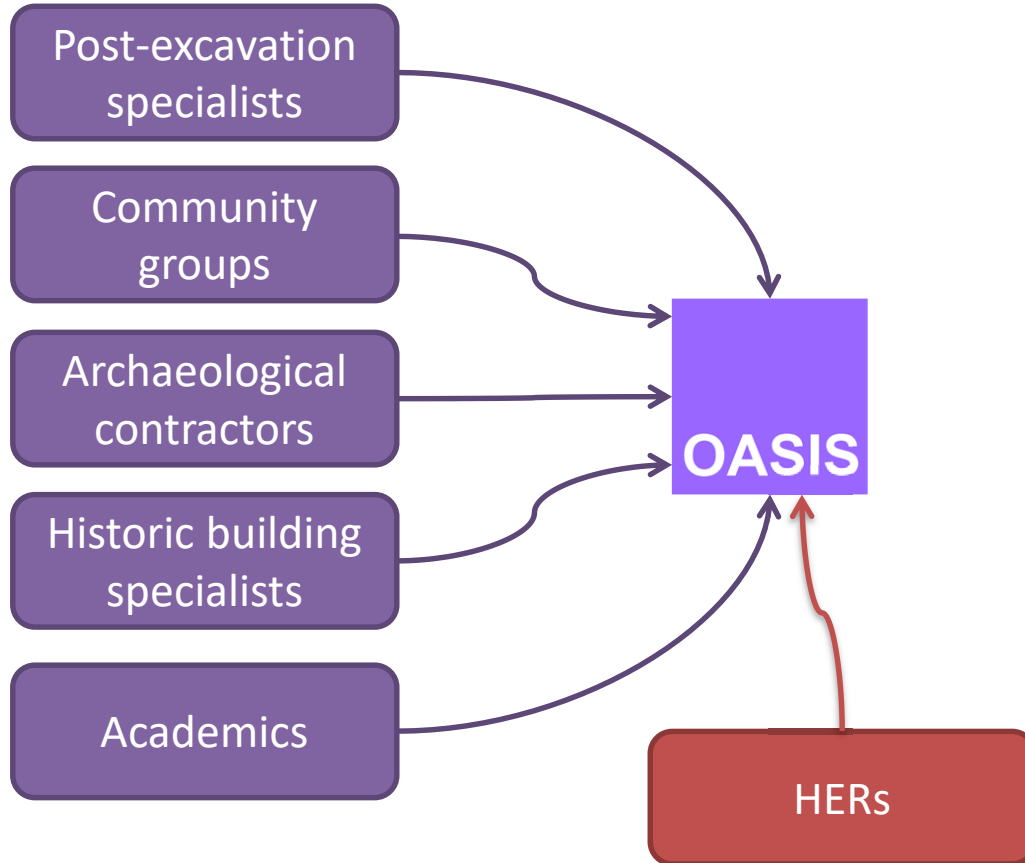 Post-excavation
specialists
Community
groups
Archaeological
contractors
OASIS
Historic building
specialists
Academics
HERs